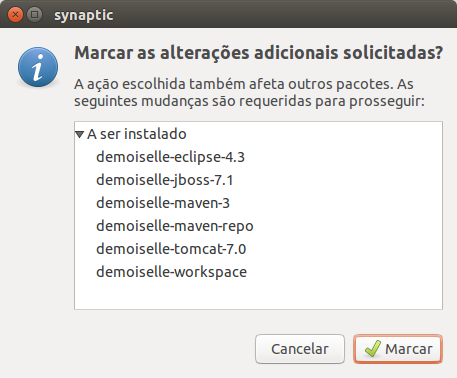 synaptic
Marcar as alterações adicionais solicitadas?
A ação escolhida também afeta outros pacotes. As
seguintes mudanças são requeridas para prosseguir:
A ser instalado
demoiselle-eclipse-4.3
demoiselle-jboss-7.1
demoiselle-maven-3
demoiselle-maven-repo
demoiselle-tomcat-7.0
demoiselle-workspace
Cancelar
Marcar